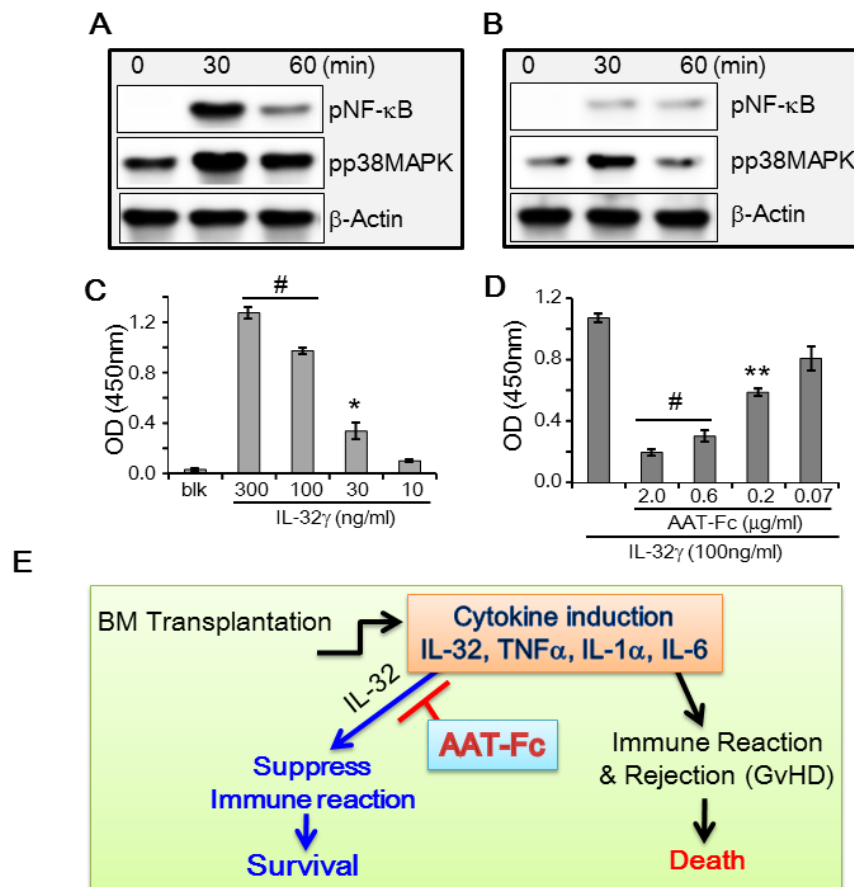 A
0 30 60 (min)
pNF-κB
pp38MAPK
β-Actin
B
0 30 60 (min)
pNF-κB
pp38MAPK
β-Actin
C
OD (450nm)
1.2
0.8
0.4
0.0
#
*
blk 300 100 30 10
IL-32γ (ng/ml)
D
OD (450nm)
1.2
0.8
0.4
0.0
#
**
2.0 0.6 0.2 0.07
AAT-Fc (μg/ml)
IL-32γ (100ng/ml)
E
BM Transplantation
Cytokine induction
IL-32, TNFα, IL-1α, IL-6
IL-32
AAT-Fc
Suppress
Immune reaction
Survival
Immune Reaction
& Rejection (GvHD)
Death